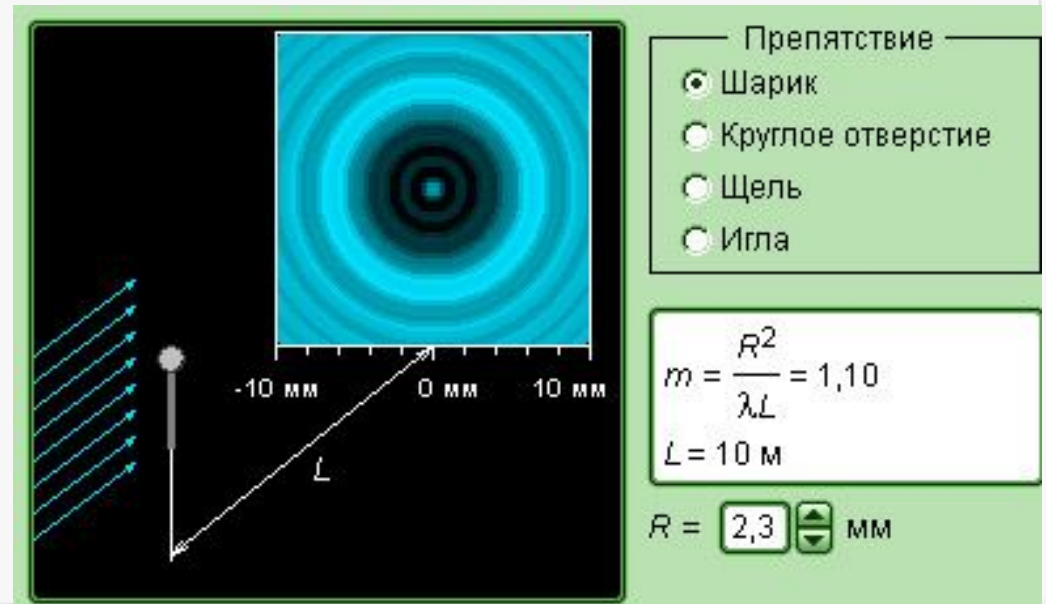 Препятствие
Шарик
Круглое отверстие
Щель
Игла
-10 мм 0 мм 10 мм
L
m = R²/λL = 1,10
L = 10 м
R = 2,3 мм